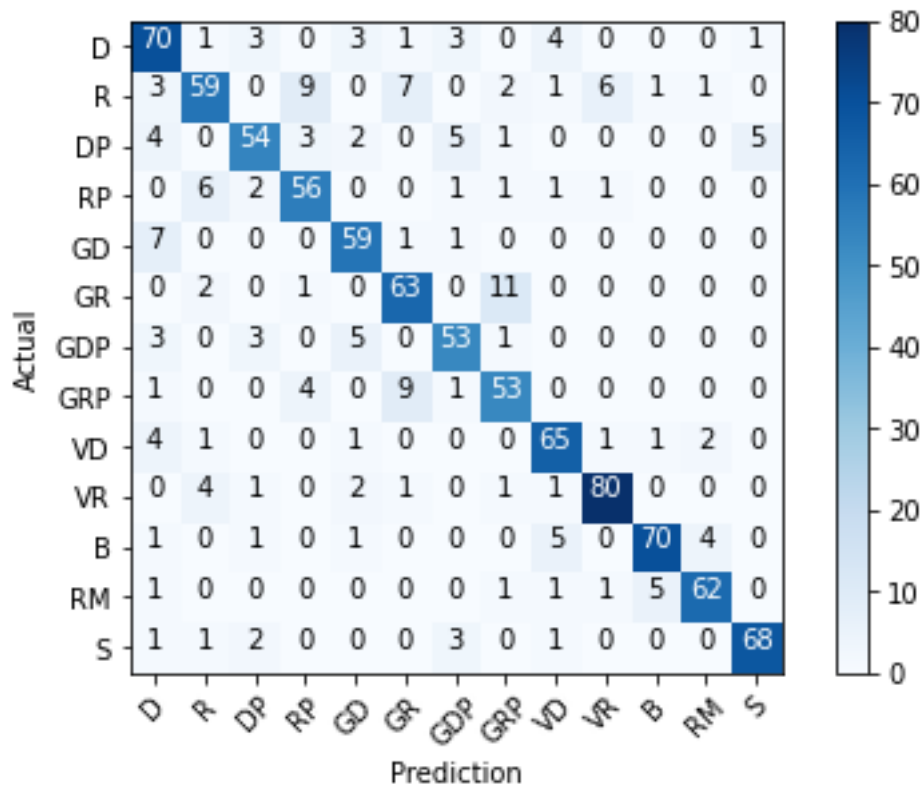 D 70 1 3 0 3 1 3 0 4 0 0 0 1
R 3 59 0 9 0 7 0 2 1 6 1 1 0
DP 4 0 54 3 2 0 5 1 0 0 0 0 5
RP 0 6 2 56 0 0 1 1 1 1 0 0 0
GD 7 0 0 0 59 1 1 0 0 0 0 0 0
GR 0 2 0 1 0 63 0 11 0 0 0 0 0
GDP 3 0 3 0 5 0 53 1 0 0 0 0 0
GRP 1 0 0 4 0 9 1 53 0 0 0 0 0
VD 4 1 0 0 1 0 0 0 65 1 1 2 0
VR 0 4 1 0 2 1 0 1 1 80 0 0 0
B 1 0 1 0 1 0 0 0 5 0 70 4 0
RM 1 0 0 0 0 0 0 1 1 1 5 62 0
S 1 1 2 0 0 0 3 0 1 0 0 0 68
D R DP RP GD GR GDP GRP VD VR B RM S
Prediction
Actual
80
70
60
50
40
30
20
10
0